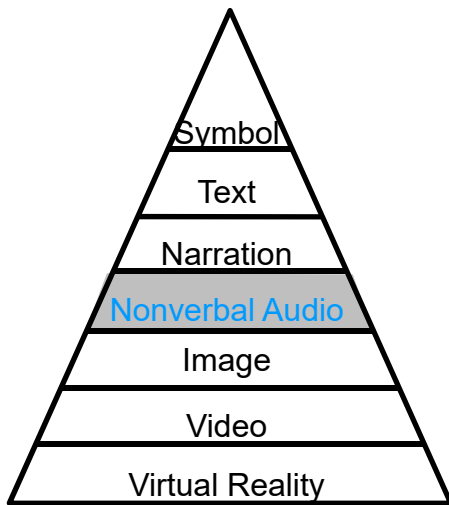 Symbol
Text
Narration
Nonverbal Audio
Image
Video
Virtual Reality